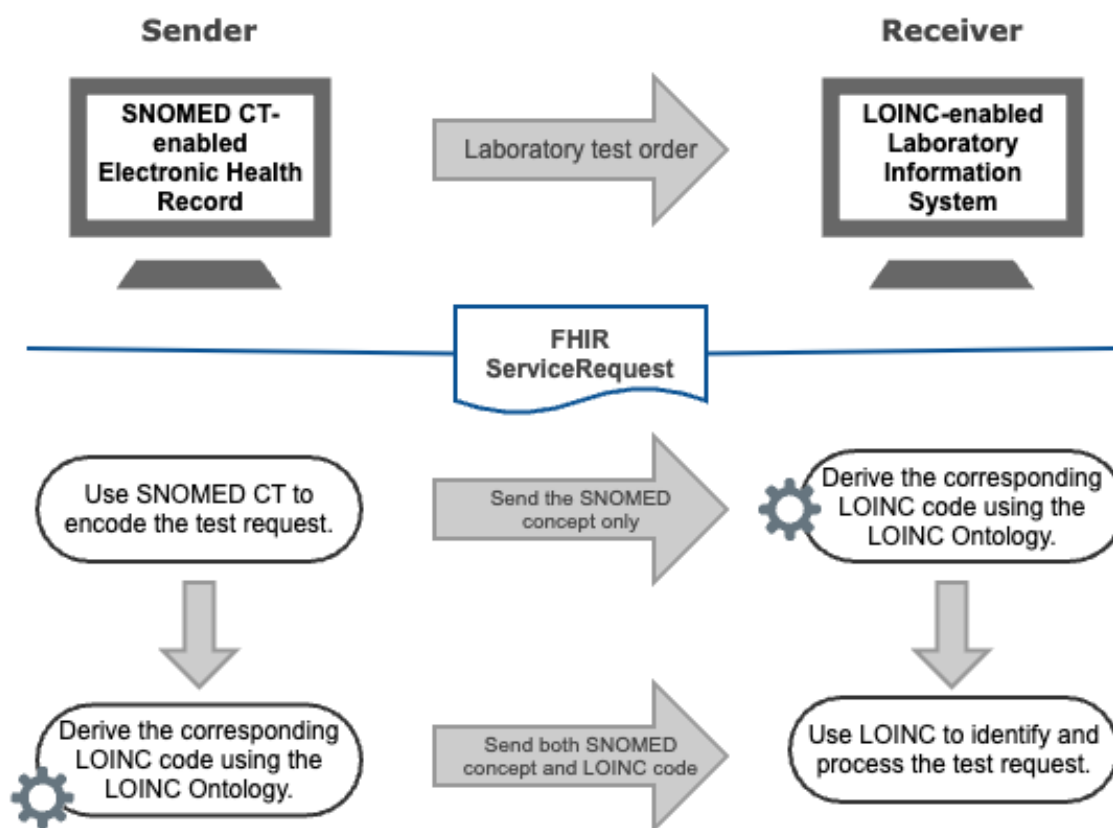 Sender
Receiver
SNOMED CT-
enabled
Electronic Health
Record
Laboratory test order
LOINC-enabled
Laboratory
Information
System
FHIR
ServiceRequest
Use SNOMED CT to
encode the test request.
Send the SNOMED
concept only
Derive the corresponding
LOINC code using the
LOINC Ontology.
Derive the corresponding
LOINC code using the
LOINC Ontology.
Send both SNOMED
concept and LOINC code
Use LOINC to identify and
process the test request.